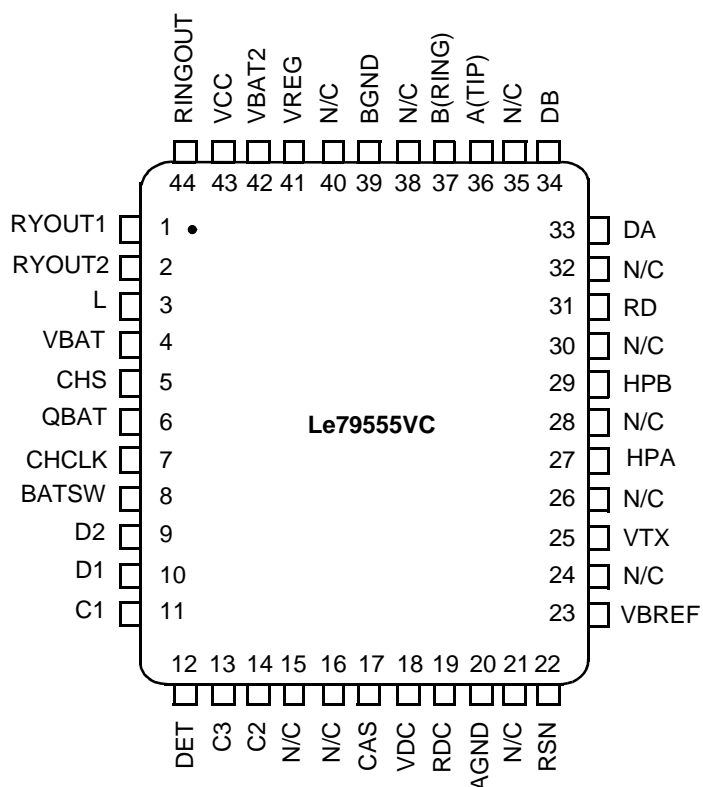 RINGOUT
VCC
VBAT2
VREG
N/C
BGND
N/C
B(RING)
A(TIP)
N/C
DB
44 43 42 41 40 39 38 37 36 35 34
RYOUT1 1
RYOUT2 2
L 3
VBAT 4
CHS 5
QBAT 6
CHCLK 7
BATSW 8
D2 9
D1 10
C1 11
Le79555VC
33 DA
32 N/C
31 RD
30 N/C
29 HPB
28 N/C
27 HPA
26 N/C
25 VTX
24 N/C
23 VBREF
12 13 14 15 16 17 18 19 20 21 22
DET
C3
C2
N/C
N/C
CAS
VDC
RDC
AGND
N/C
RSN